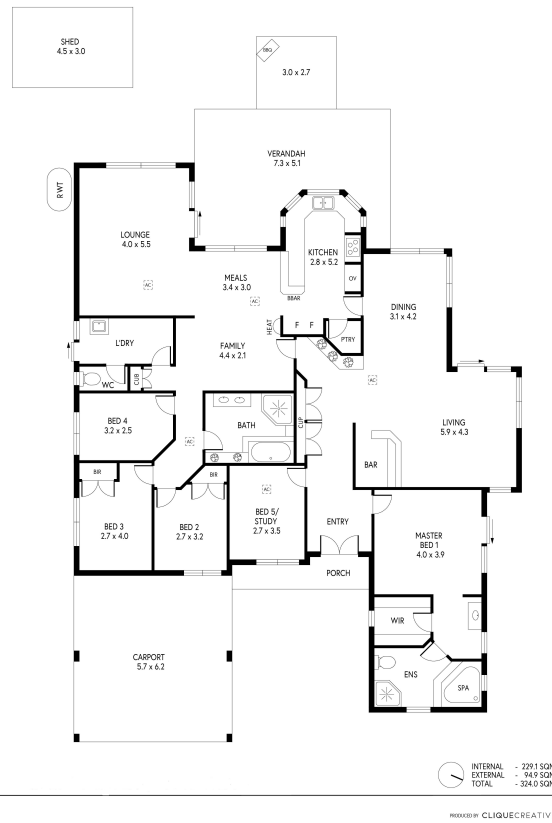 SHED
4.5 x 3.0
BBQ
3.0 x 2.7
VERANDAH
7.3 x 5.1
RWT
LOUNGE
4.0 x 5.5
KITCHEN
2.8 x 5.2
MEALS
3.4 x 3.0
OV
AC
AC
BBAR
DINING
3.1 x 4.2
HEAT
F F
PTRY
L'DRY
FAMILY
4.4 x 2.1
WC
CUB
AC
BED 4
3.2 x 2.5
BATH
CUP
LIVING
5.9 x 4.3
AC
BAR
BIR
BIR
AC
BED 3
2.7 x 4.0
BED 2
2.7 x 3.2
BED 5/
STUDY
2.7 x 3.5
ENTRY
MASTER
BED 1
4.0 x 3.9
PORCH
WIR
CARPORT
5.7 x 6.2
ENS
SPA
INTERNAL - 229.1 SQM
EXTERNAL - 94.9 SQM
TOTAL - 324.0 SQM
PRODUCED BY CLIQUECREATIV